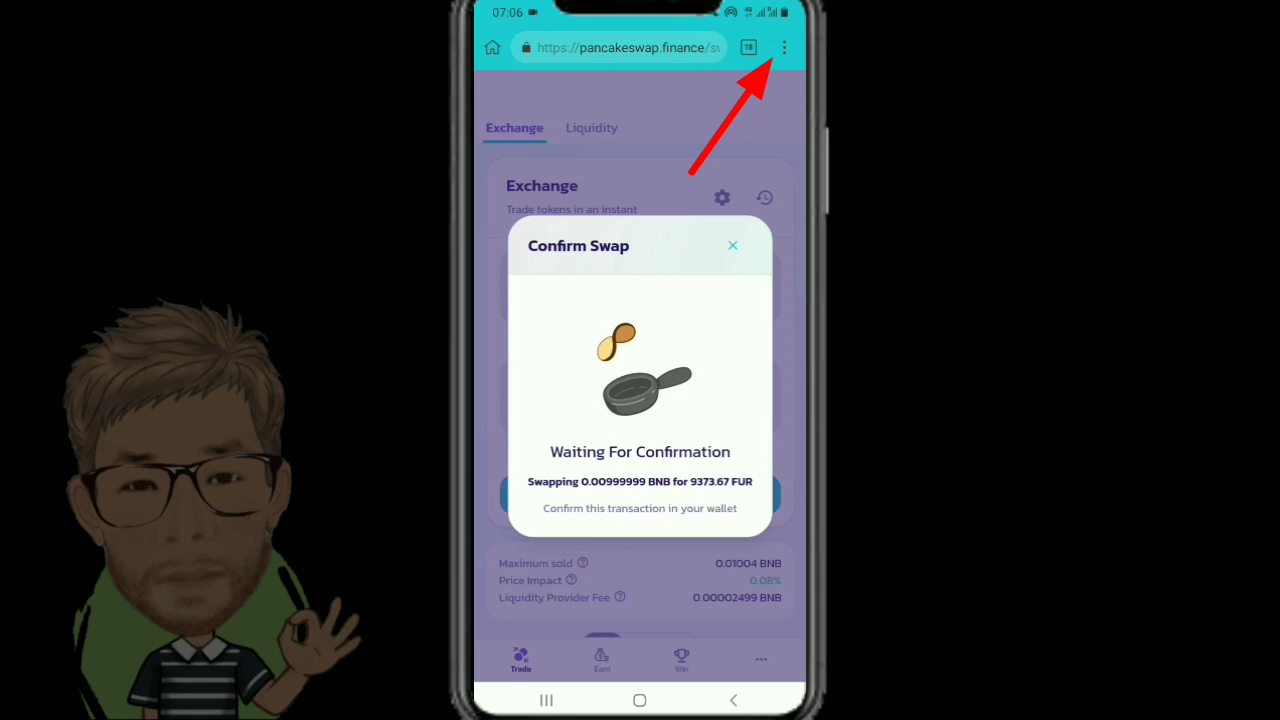 07:06
https://pancakeswap.finance/sw
18
Exchange Liquidity
Exchange
Trade tokens in an instant
Confirm Swap
Waiting For Confirmation
Swapping 0.00999999 BNB for 9373.67 FUR
Confirm this transaction in your wallet
Maximum sold 0.01004 BNB
Price Impact 0.08%
Liquidity Provider Fee 0.00002499 BNB
Trade Earn Win